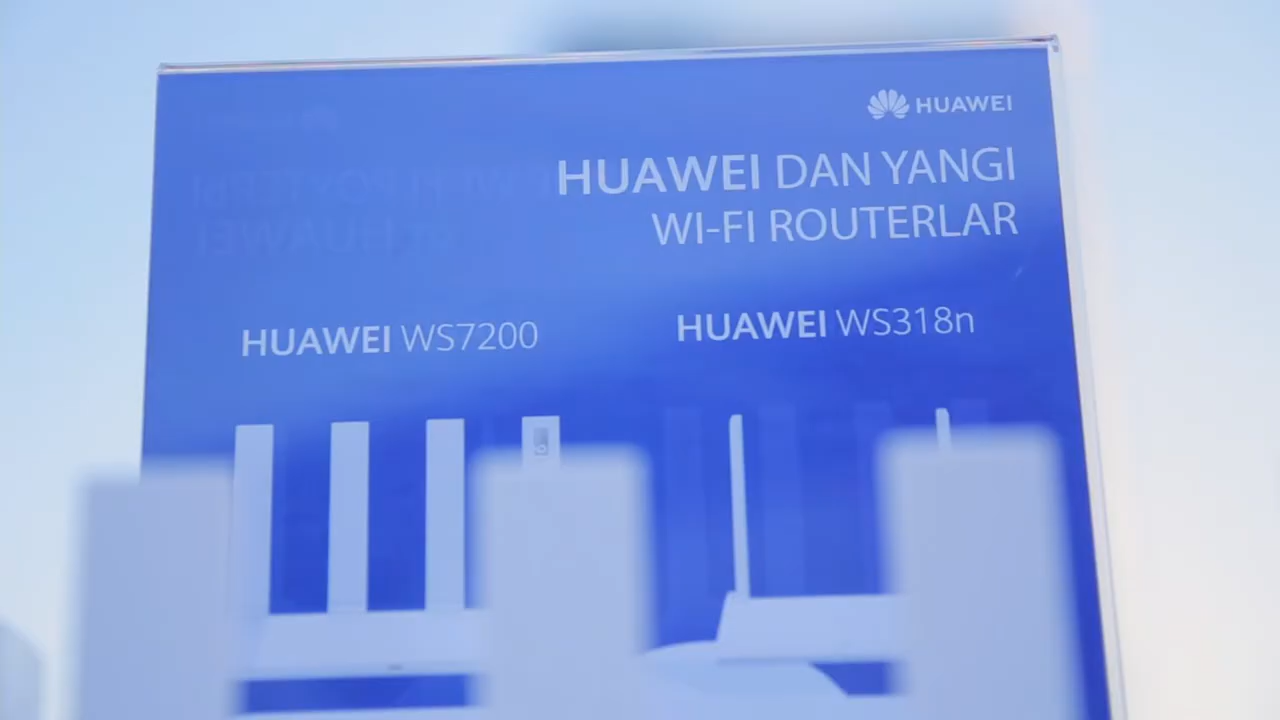 HUAWEI
HUAWEI DAN YANGI
WI-FI ROUTERLAR
HUAWEI WS7200
HUAWEI WS318n